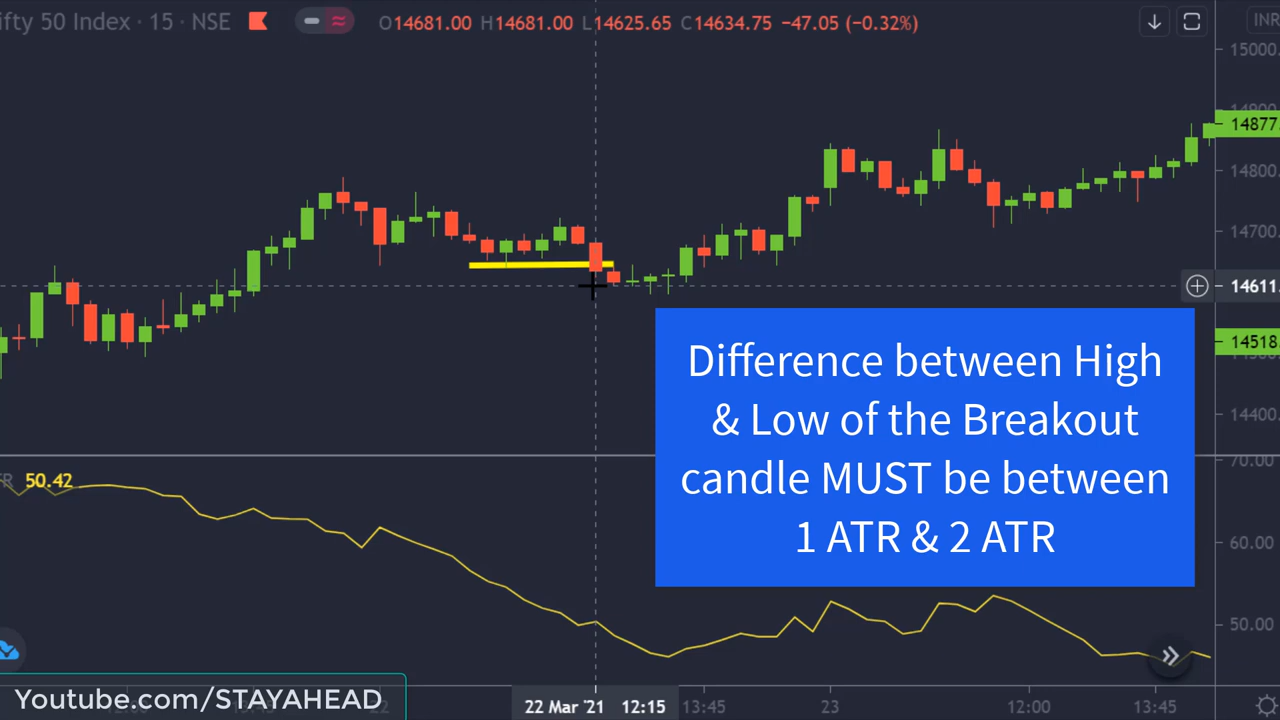 ifty 50 Index · 15 · NSE O14681.00 H14681.00 L14625.65 C14634.75 −47.05 (−0.32%) INR
15000.
14877.
14800.
14700.
14611.
14518.
14400.
Difference between High
& Low of the Breakout
candle MUST be between
1 ATR & 2 ATR
R 50.42
70.00
60.00
50.00
Youtube.com/STAYAHEAD
22 Mar '21 12:15 13:45 23 12:00 13:45